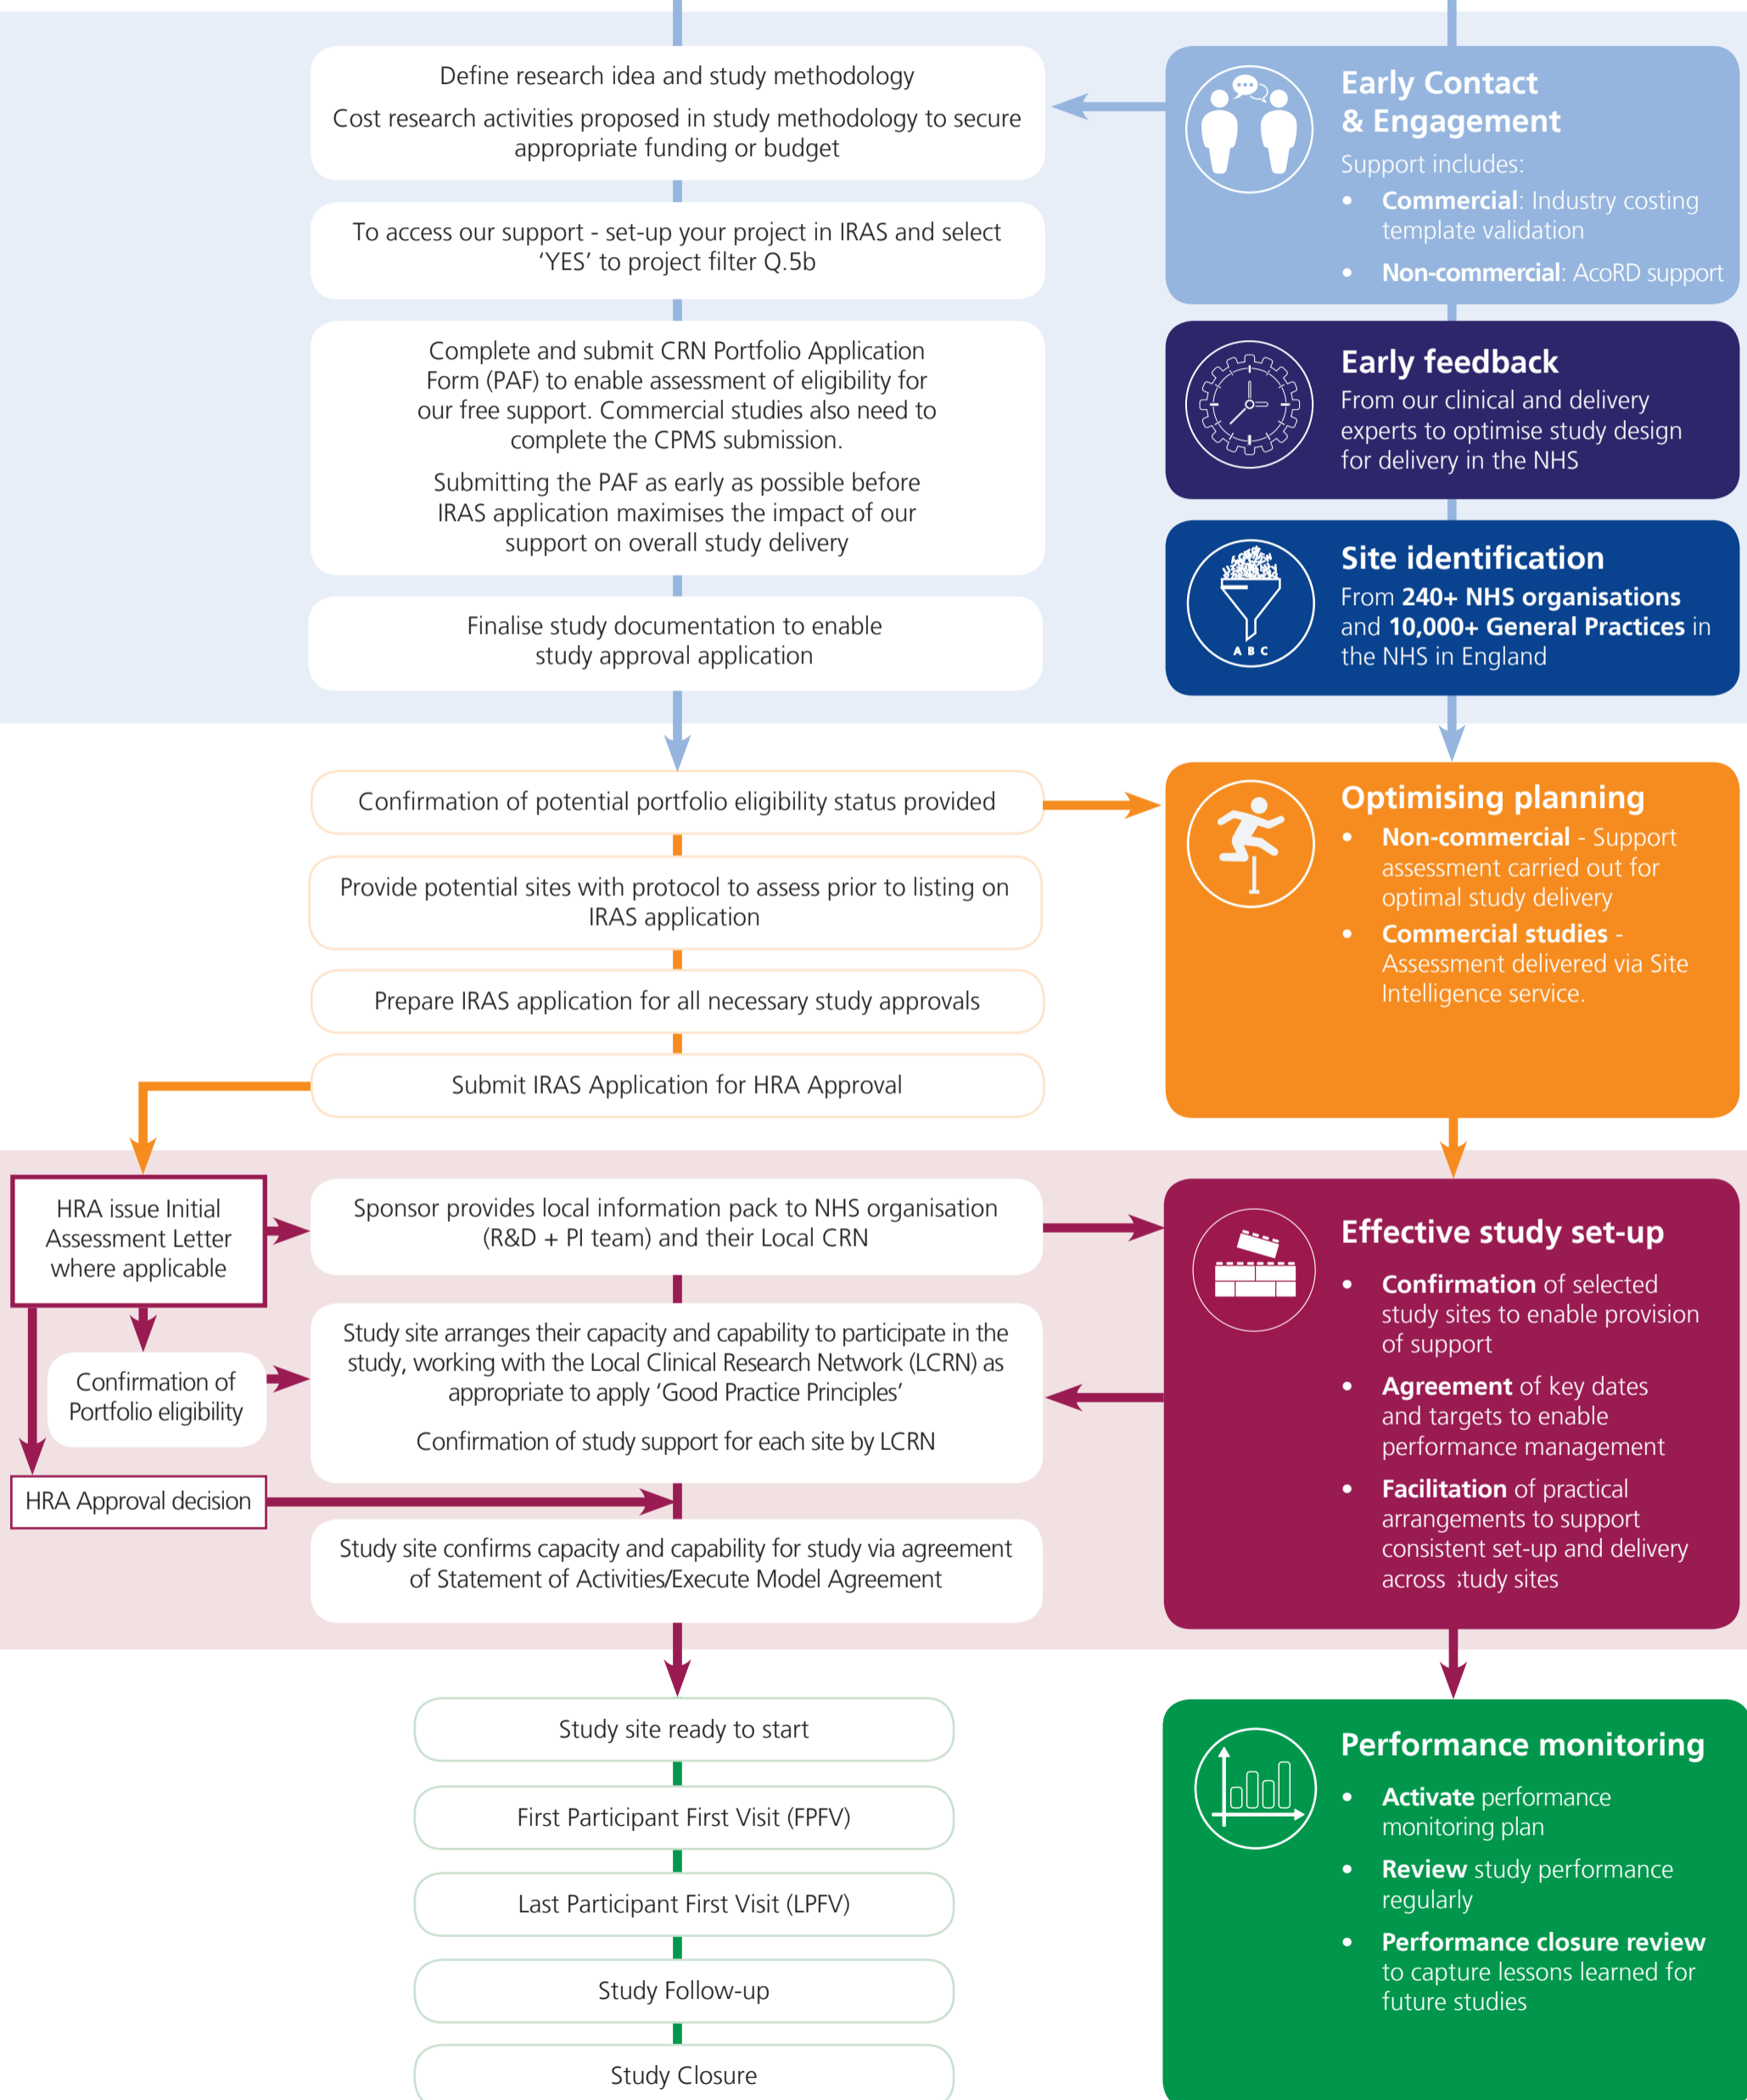 Define research idea and study methodology
Cost research activities proposed in study methodology to secure
appropriate funding or budget
To access our support - set-up your project in IRAS and select
‘YES’ to project filter Q.5b
Complete and submit CRN Portfolio Application
Form (PAF) to enable assessment of eligibility for
our free support. Commercial studies also need to
complete the CPMS submission.
Submitting the PAF as early as possible before
IRAS application maximises the impact of our
support on overall study delivery
Finalise study documentation to enable
study approval application
Early Contact
& Engagement
Support includes:
• Commercial: Industry costing
template validation
• Non-commercial: AcoRD support
Early feedback
From our clinical and delivery
experts to optimise study design
for delivery in the NHS
Site identification
From 240+ NHS organisations
and 10,000+ General Practices in
the NHS in England
A B C
Confirmation of potential portfolio eligibility status provided
Provide potential sites with protocol to assess prior to listing on
IRAS application
Prepare IRAS application for all necessary study approvals
Submit IRAS Application for HRA Approval
Optimising planning
• Non-commercial - Support
assessment carried out for
optimal study delivery
• Commercial studies -
Assessment delivered via Site
Intelligence service.
HRA issue Initial
Assessment Letter
where applicable
Confirmation of
Portfolio eligibility
HRA Approval decision
Sponsor provides local information pack to NHS organisation
(R&D + PI team) and their Local CRN
Study site arranges their capacity and capability to participate in the
study, working with the Local Clinical Research Network (LCRN) as
appropriate to apply ‘Good Practice Principles’
Confirmation of study support for each site by LCRN
Study site confirms capacity and capability for study via agreement
of Statement of Activities/Execute Model Agreement
Effective study set-up
• Confirmation of selected
study sites to enable provision
of support
• Agreement of key dates
and targets to enable
performance management
• Facilitation of practical
arrangements to support
consistent set-up and delivery
across study sites
Study site ready to start
First Participant First Visit (FPFV)
Last Participant First Visit (LPFV)
Study Follow-up
Study Closure
Performance monitoring
• Activate performance
monitoring plan
• Review study performance
regularly
• Performance closure review
to capture lessons learned for
future studies